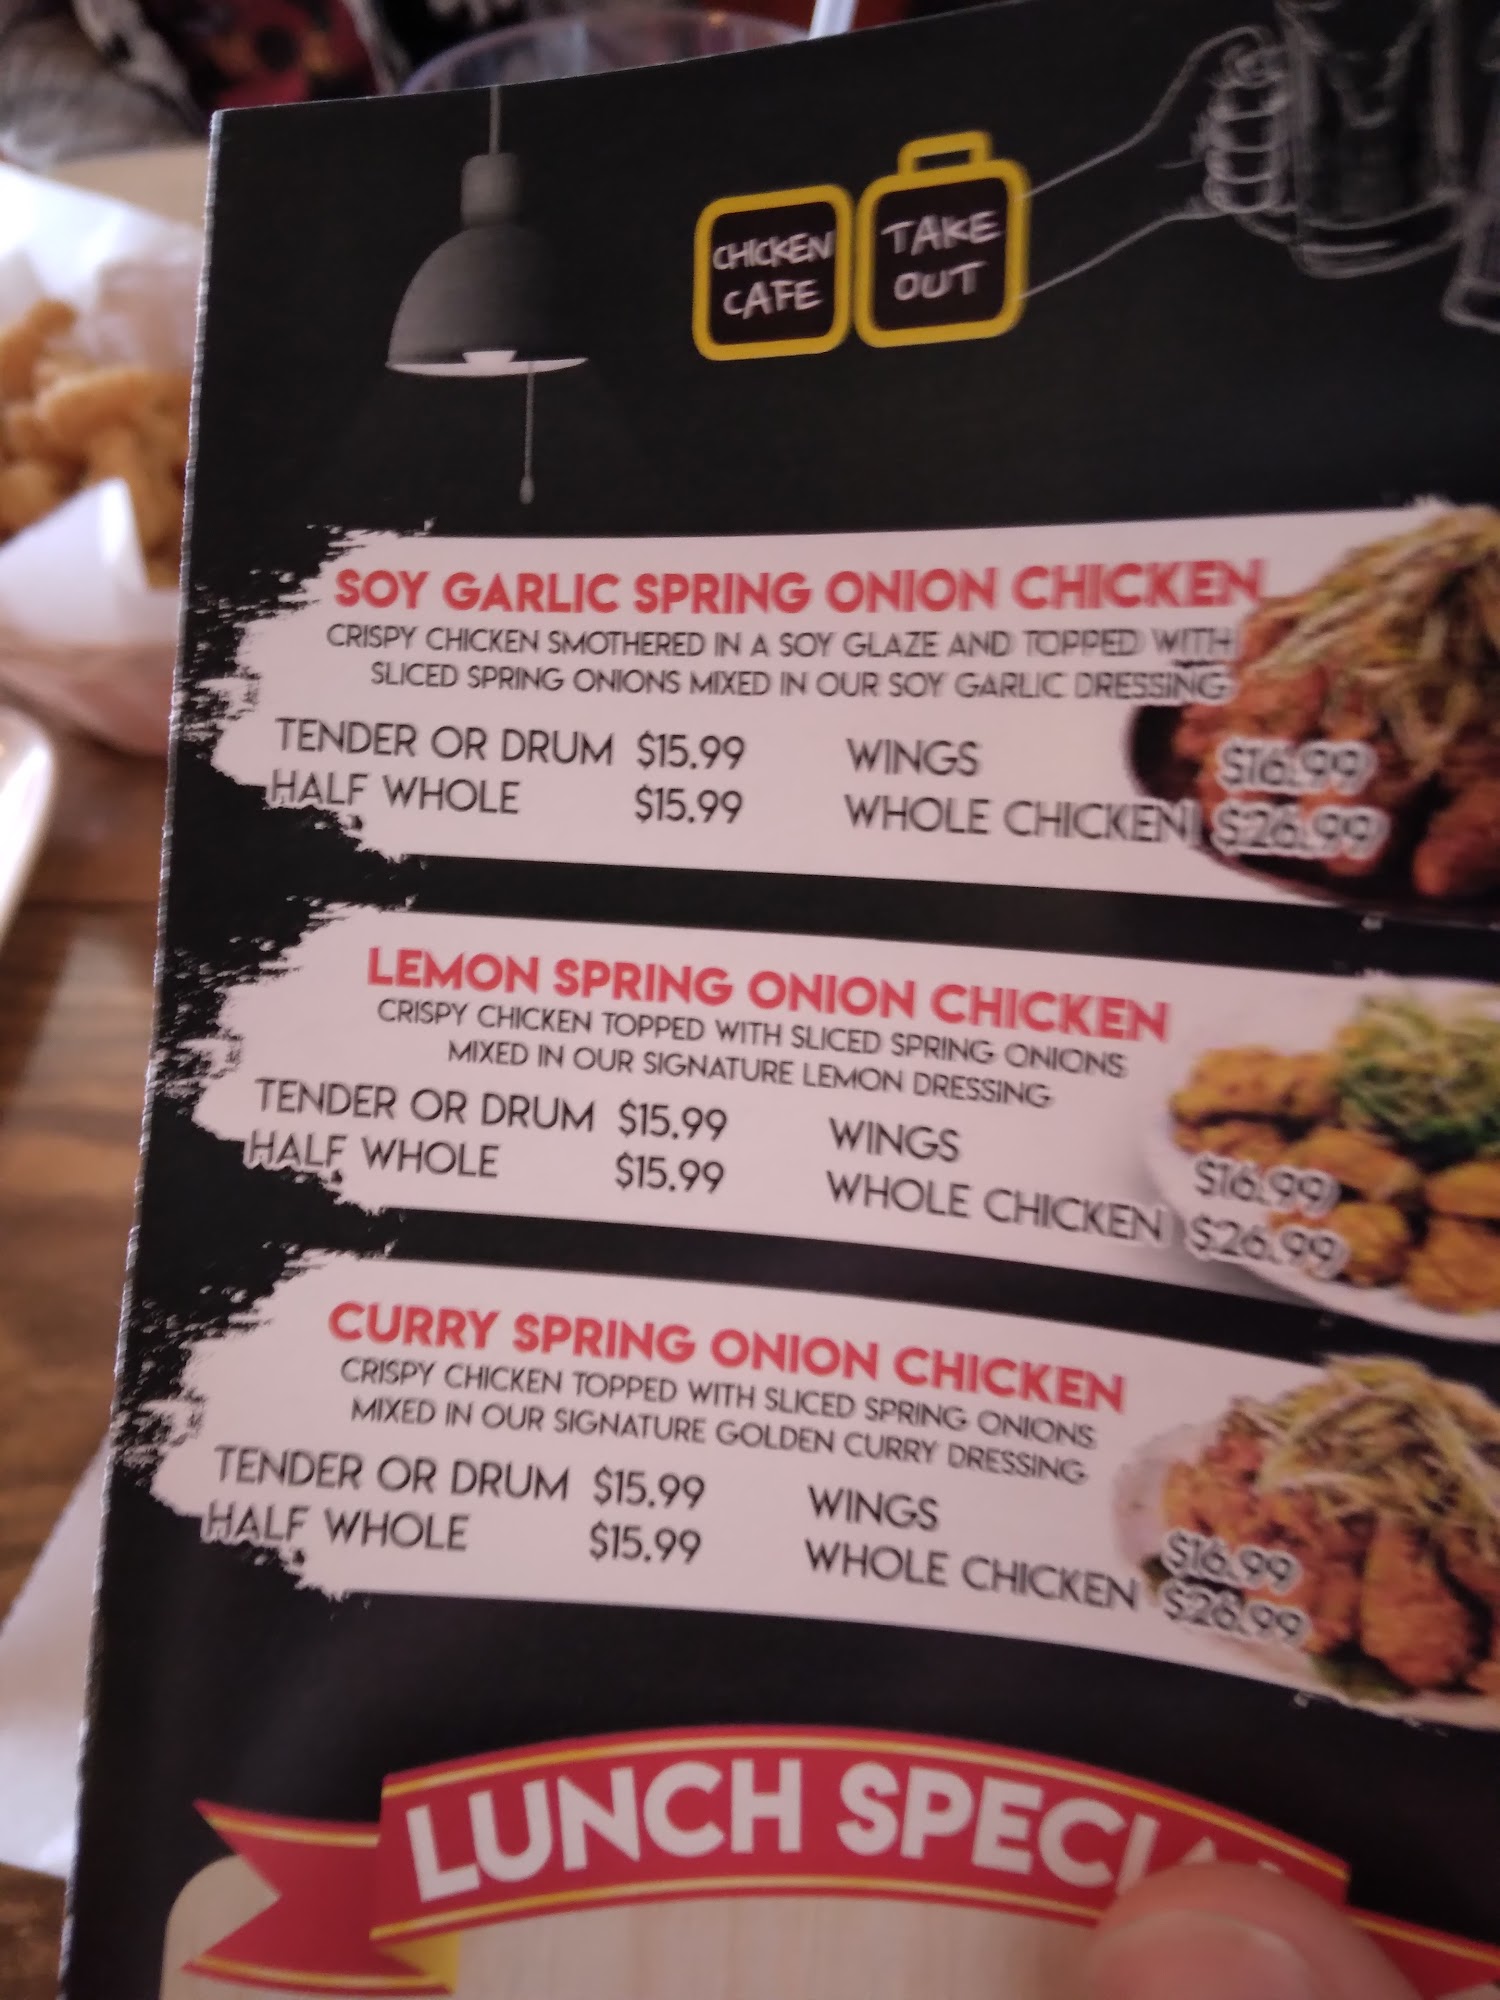 CHICKEN
CAFE
TAKE
OUT
SOY GARLIC SPRING ONION CHICKEN
CRISPY CHICKEN SMOTHERED IN A SOY GLAZE AND TOPPED WITH
SLICED SPRING ONIONS MIXED IN OUR SOY GARLIC DRESSING
TENDER OR DRUM $15.99 WINGS $16.99
HALF WHOLE $15.99 WHOLE CHICKEN $26.99
LEMON SPRING ONION CHICKEN
CRISPY CHICKEN TOPPED WITH SLICED SPRING ONIONS
MIXED IN OUR SIGNATURE LEMON DRESSING
TENDER OR DRUM $15.99 WINGS $16.99
HALF WHOLE $15.99 WHOLE CHICKEN $26.99
CURRY SPRING ONION CHICKEN
CRISPY CHICKEN TOPPED WITH SLICED SPRING ONIONS
MIXED IN OUR SIGNATURE GOLDEN CURRY DRESSING
TENDER OR DRUM $15.99 WINGS $16.99
HALF WHOLE $15.99 WHOLE CHICKEN $26.99
LUNCH SPECIA